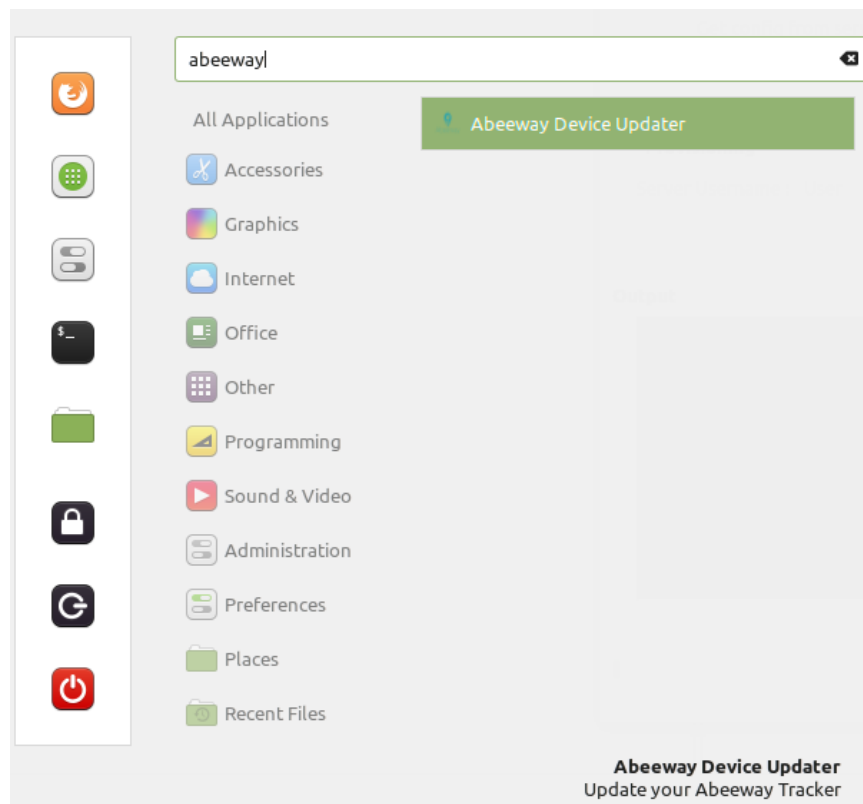 abeeway
All Applications
Abeeway Device Updater
Accessories
Graphics
Internet
Office
Other
Programming
Sound & Video
Administration
Preferences
Places
Recent Files
$_
Abeeway Device Updater
Update your Abeeway Tracker